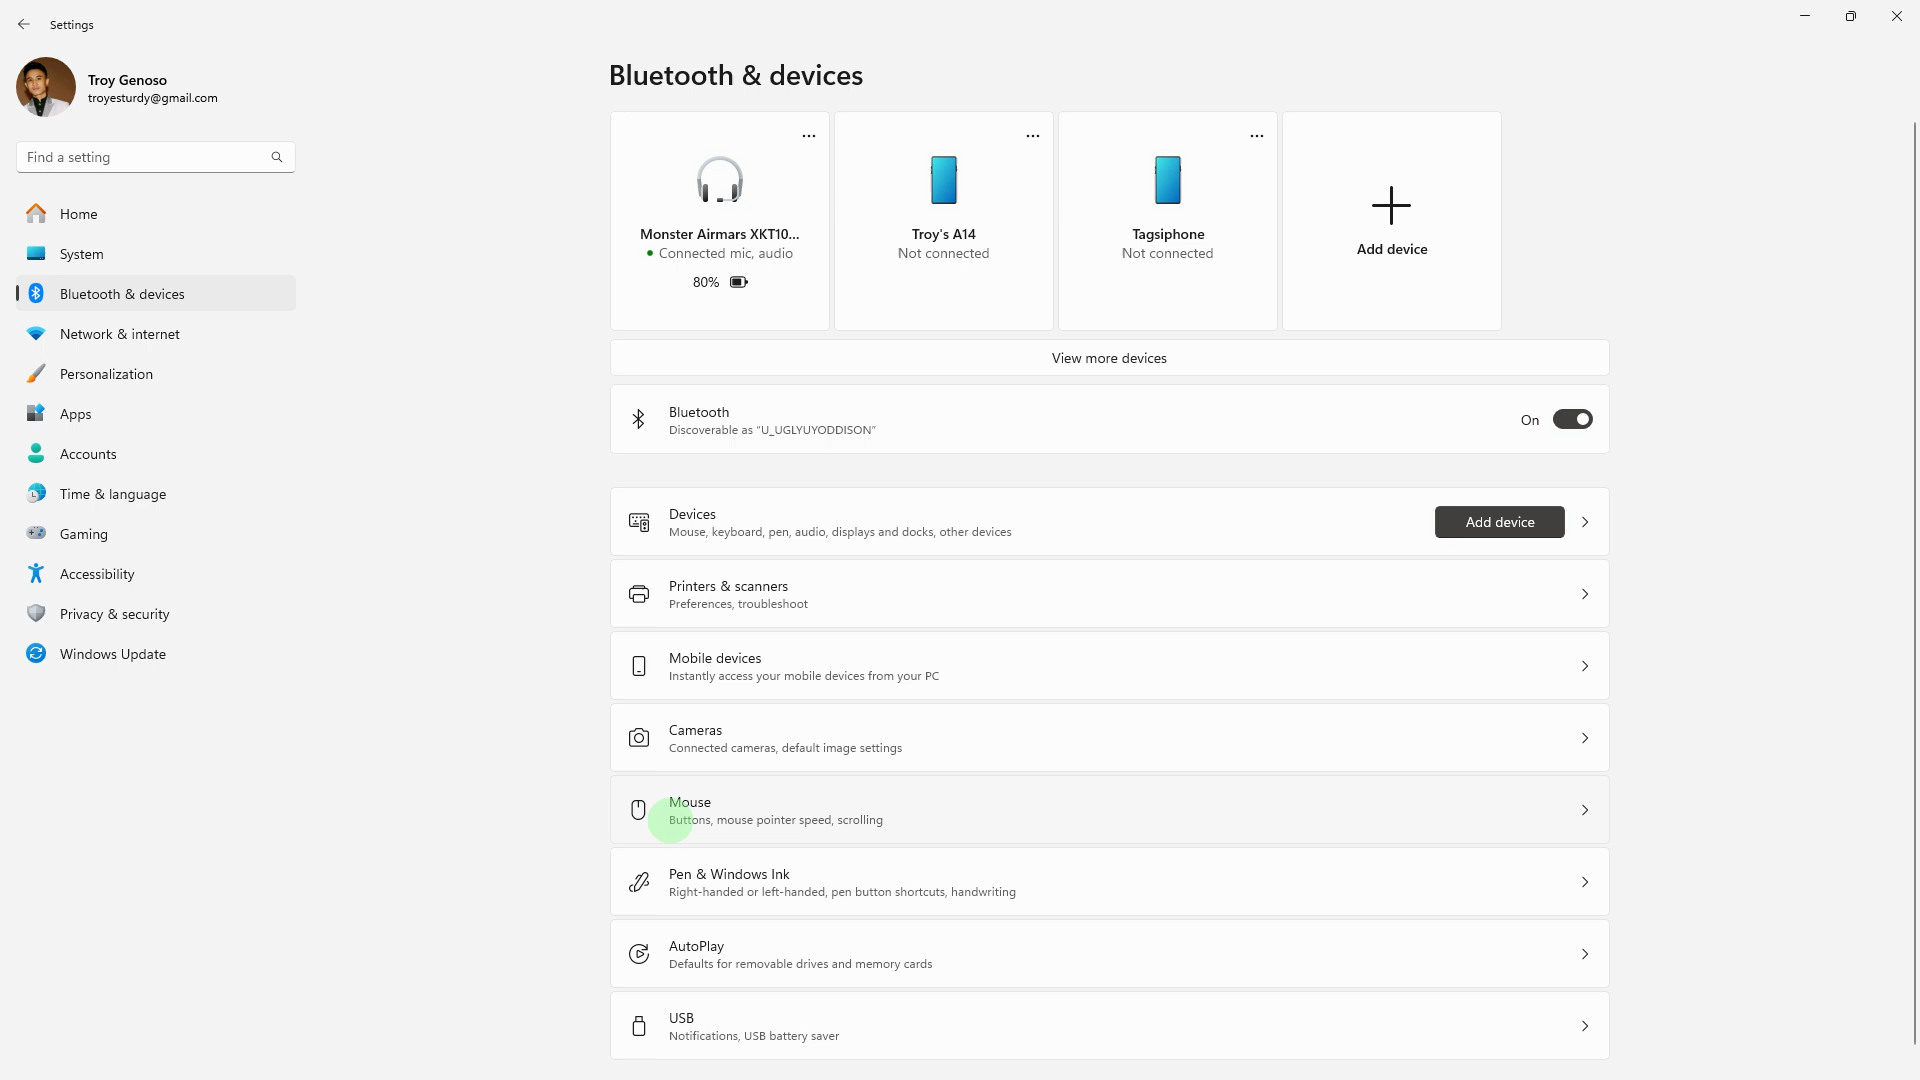 Settings
Troy Genoso
troyesturdy@gmail.com
Find a setting
Home
System
Bluetooth & devices
Network & internet
Personalization
Apps
Accounts
Time & language
Gaming
Accessibility
Privacy & security
Windows Update
Bluetooth & devices
Monster Airmars XKT10...
Connected mic, audio
80%
Troy's A14
Not connected
Tagsiphone
Not connected
Add device
View more devices
Bluetooth
Discoverable as "U_UGLYUYODDISON"
On
Devices
Mouse, keyboard, pen, audio, displays and docks, other devices
Add device
Printers & scanners
Preferences, troubleshoot
Mobile devices
Instantly access your mobile devices from your PC
Cameras
Connected cameras, default image settings
Mouse
Buttons, mouse pointer speed, scrolling
Pen & Windows Ink
Right-handed or left-handed, pen button shortcuts, handwriting
AutoPlay
Defaults for removable drives and memory cards
USB
Notifications, USB battery saver